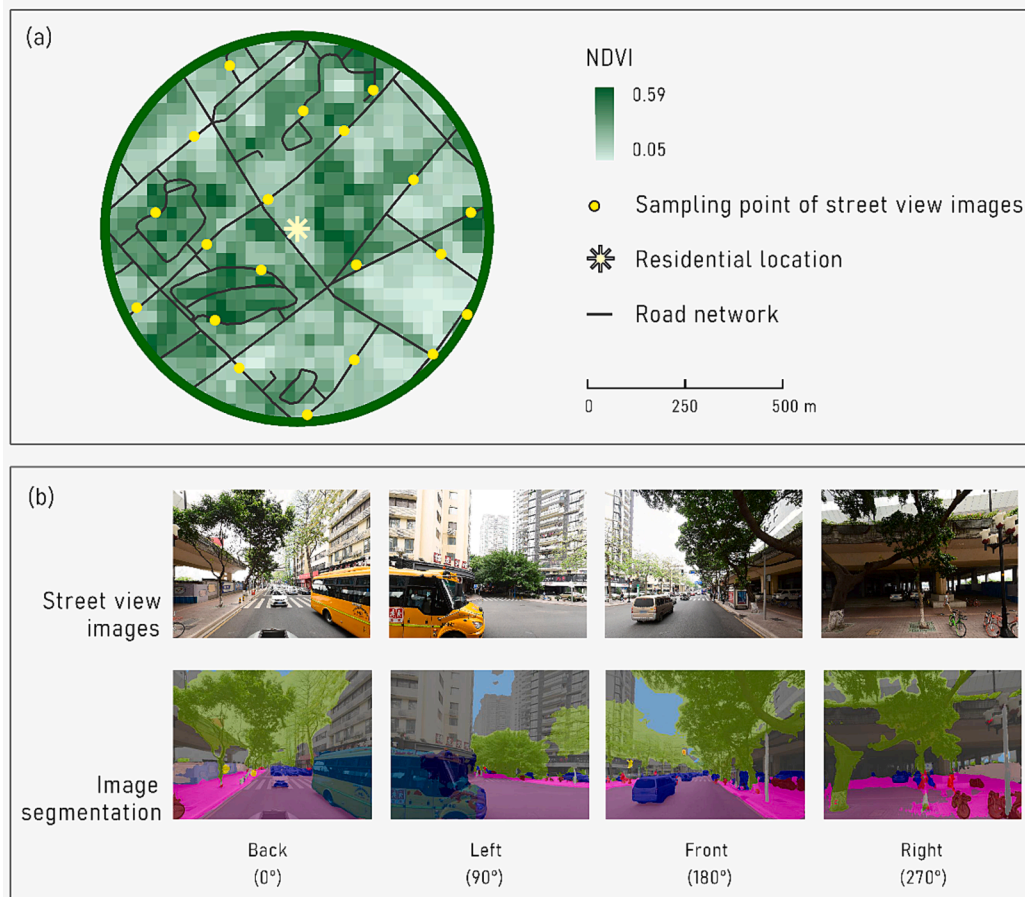 (a)
NDVI
0.59
0.05
Sampling point of street view images
Residential location
Road network
0
250
500 m
(b)
Street view
images
Image
segmentation
Back
(0°)
Left
(90°)
Front
(180°)
Right
(270°)